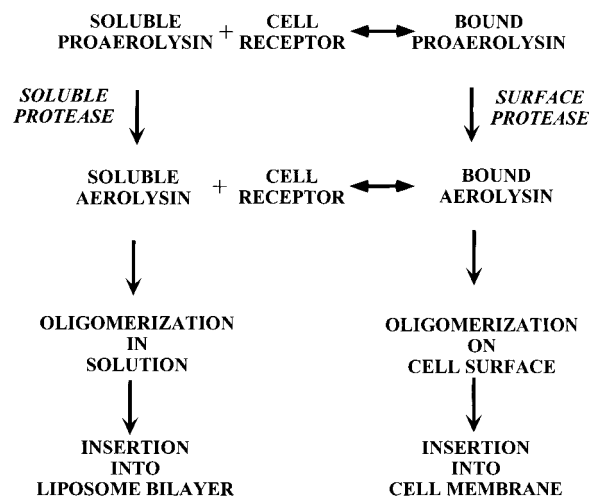 SOLUBLE PROAEROLYSIN + CELL RECEPTOR BOUND PROAEROLYSIN
SOLUBLE PROTEASE
SURFACE PROTEASE
SOLUBLE AEROLYSIN + CELL RECEPTOR BOUND AEROLYSIN
OLIGOMERIZATION
IN
SOLUTION
OLIGOMERIZATION
ON
CELL SURFACE
INSERTION
INTO
LIPOSOME BILAYER
INSERTION
INTO
CELL MEMBRANE